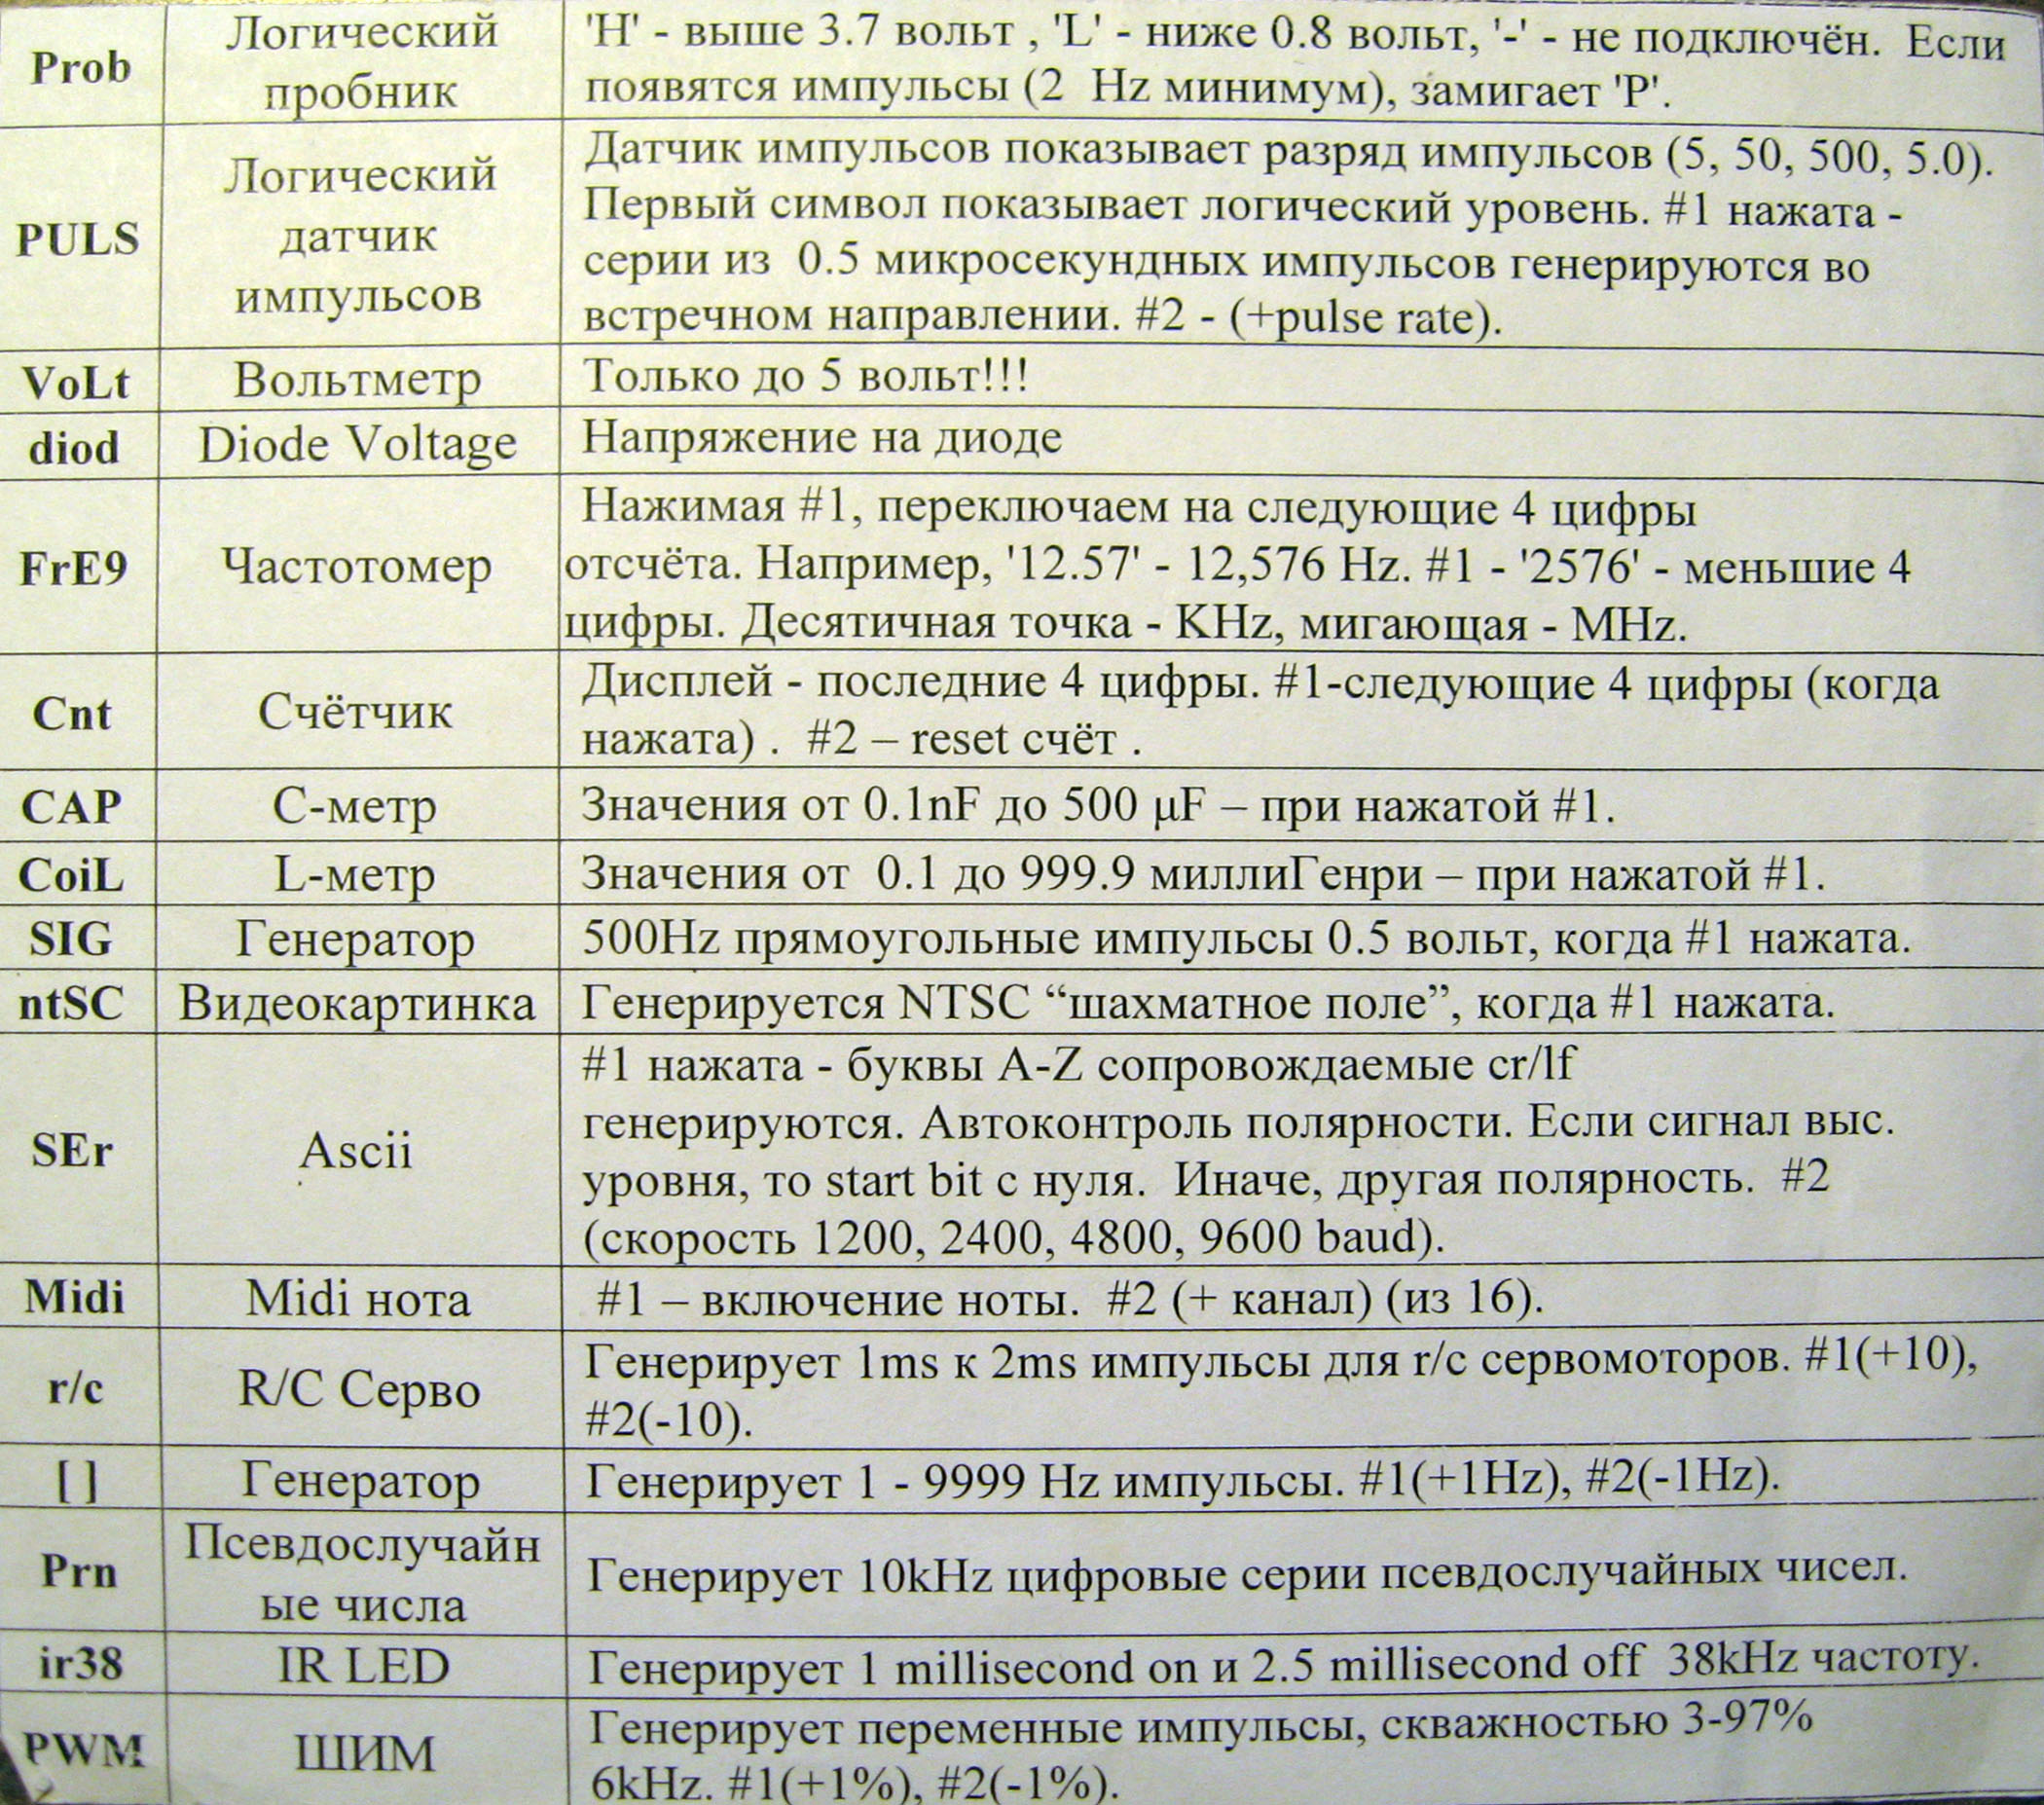 Prob
Логический
пробник
'H' - выше 3.7 вольт , 'L' - ниже 0.8 вольт, '-' - не подключён. Если
появятся импульсы (2 Hz минимум), замигает 'P'.
PULS
Логический
датчик
импульсов
Датчик импульсов показывает разряд импульсов (5, 50, 500, 5.0).
Первый символ показывает логический уровень. #1 нажата -
серии из 0.5 микросекундных импульсов генерируются во
встречном направлении. #2 - (+pulse rate).
VoLt
Вольтметр
Только до 5 вольт!!!
diod
Diode Voltage
Напряжение на диоде
FrE9
Частотомер
Нажимая #1, переключаем на следующие 4 цифры
отсчёта. Например, '12.57' - 12,576 Hz. #1 - '2576' - меньшие 4
цифры. Десятичная точка - KHz, мигающая - MHz.
Cnt
Счётчик
Дисплей - последние 4 цифры. #1-следующие 4 цифры (когда
нажата) . #2 – reset счёт .
CAP
С-метр
Значения от 0.1nF до 500 µF – при нажатой #1.
CoiL
L-метр
Значения от 0.1 до 999.9 миллиГенри – при нажатой #1.
SIG
Генератор
500Hz прямоугольные импульсы 0.5 вольт, когда #1 нажата.
ntSC
Видеокартинка
Генерируется NTSC “шахматное поле”, когда #1 нажата.
SEr
Ascii
#1 нажата - буквы A-Z сопровождаемые cr/lf
генерируются. Автоконтроль полярности. Если сигнал выс.
уровня, то start bit с нуля. Иначе, другая полярность. #2
(скорость 1200, 2400, 4800, 9600 baud).
Midi
Midi нота
#1 – включение ноты. #2 (+ канал) (из 16).
r/c
R/C Серво
Генерирует 1ms к 2ms импульсы для r/c сервомоторов. #1(+10),
#2(-10).
[ ]
Генератор
Генерирует 1 - 9999 Hz импульсы. #1(+1Hz), #2(-1Hz).
Prn
Псевдослучайн
ые числа
Генерирует 10kHz цифровые серии псевдослучайных чисел.
ir38
IR LED
Генерирует 1 millisecond on и 2.5 millisecond off 38kHz частоту.
PWM
ШИМ
Генерирует переменные импульсы, скважностью 3-97%
6kHz. #1(+1%), #2(-1%).